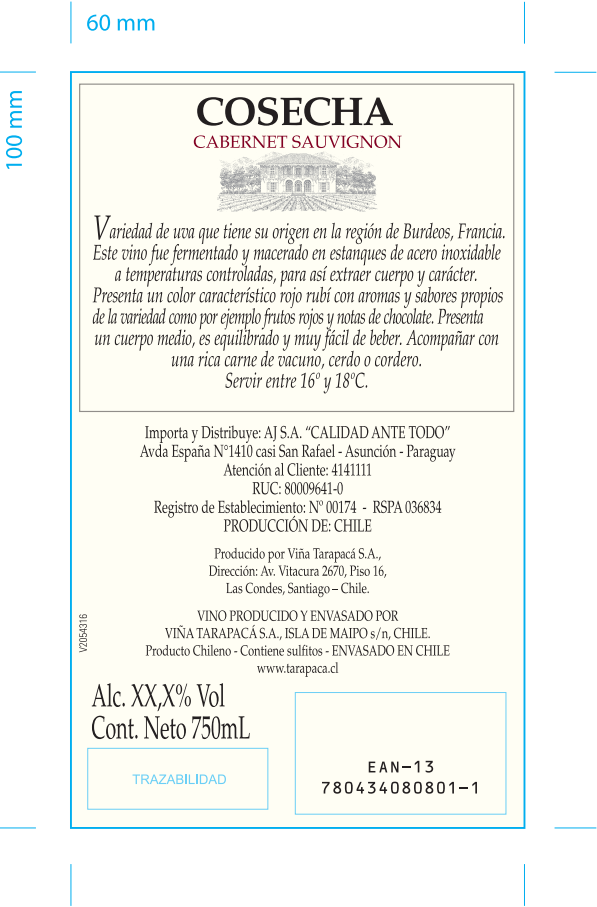 60 mm
100 mm
COSECHA
CABERNET SAUVIGNON
Variedad de uva que tiene su origen en la región de Burdeos, Francia.
Este vino fue fermentado y macerado en estanques de acero inoxidable
a temperaturas controladas, para así extraer cuerpo y carácter.
Presenta un color característico rojo rubí con aromas y sabores propios
de la variedad como por ejemplo frutos rojos y notas de chocolate. Presenta
un cuerpo medio, es equilibrado y muy fácil de beber. Acompañar con
una rica carne de vacuno, cerdo o cordero.
Servir entre 16º y 18ºC.
Importa y Distribuye: AJ S.A. “CALIDAD ANTE TODO”
Avda España N°1410 casi San Rafael - Asunción - Paraguay
Atención al Cliente: 4141111
RUC: 80009641-0
Registro de Establecimiento: Nº 00174 - RSPA 036834
PRODUCCIÓN DE: CHILE
Producido por Viña Tarapacá S.A.,
Dirección: Av. Vitacura 2670, Piso 16,
Las Condes, Santiago – Chile.
V2054316
VINO PRODUCIDO Y ENVASADO POR
VIÑA TARAPACÁ S.A., ISLA DE MAIPO s/n, CHILE.
Producto Chileno - Contiene sulfitos - ENVASADO EN CHILE
www.tarapaca.cl
Alc. XX,X% Vol
Cont. Neto 750mL
TRAZABILIDAD
EAN-13
780434080801-1